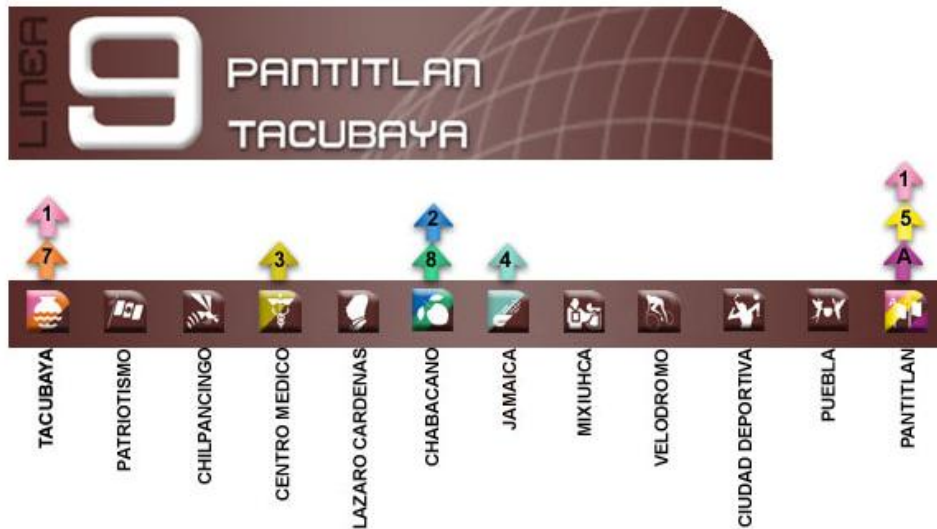 LINEA
9
PANTITLAN
TACUBAYA
1
7
3
2
8
4
1
5
A
TACUBAYA
PATRIOTISMO
CHILPANCINGO
CENTRO MEDICO
LAZARO CARDENAS
CHABACANO
JAMAICA
MIXIUHCA
VELODROMO
CIUDAD DEPORTIVA
PUEBLA
PANTITLAN